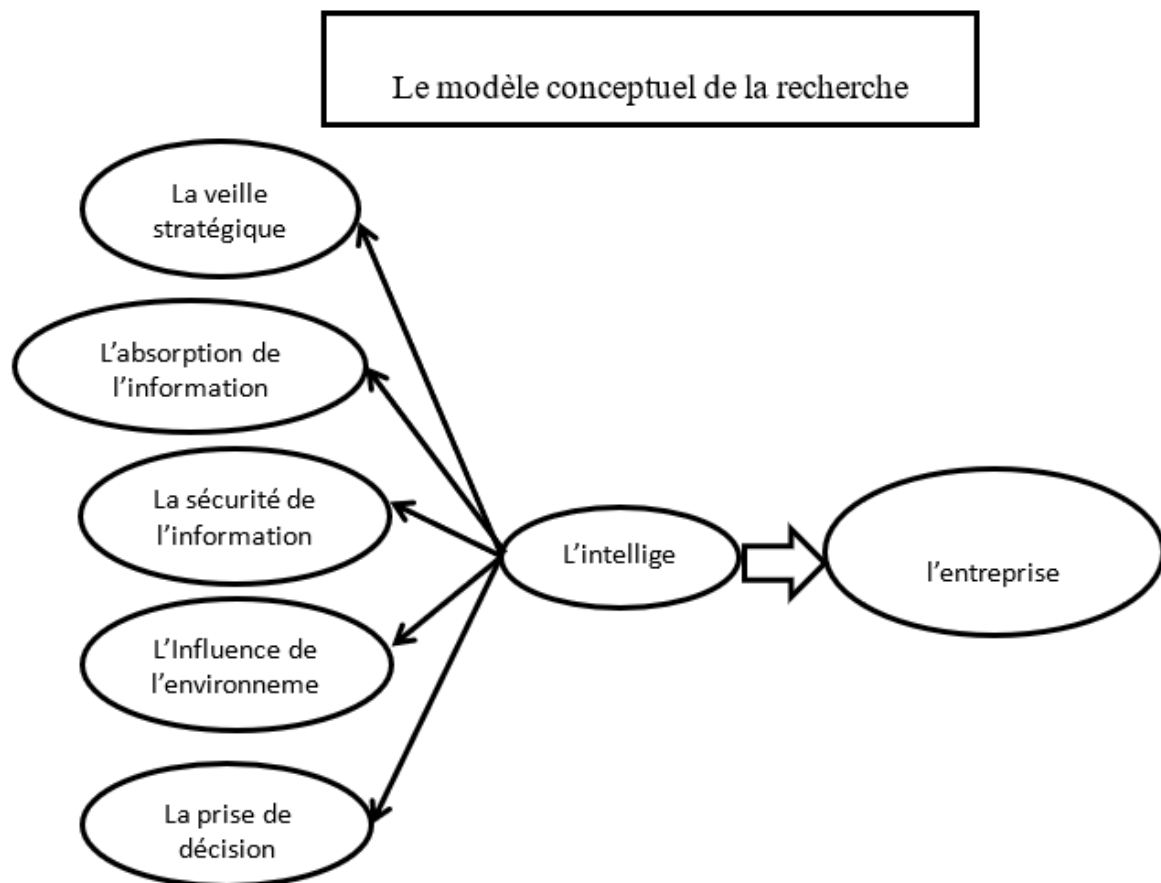 Le modèle conceptuel de la recherche
La veille
stratégique
L'absorption de
l'information
La sécurité de
l'information
L'Influence de
l'environneme
La prise de
décision
L'intellige
l'entreprise